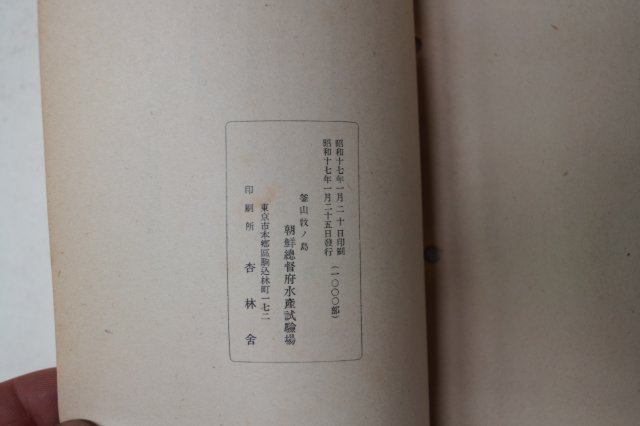 昭和十七年一月二十日印刷
昭和十七年一月二十五日發行
(一〇〇〇部)
釜山牧ノ島
朝鮮總督府水產試驗場
東京市本鄕區駒込林町一七二
印刷所 杏林舍